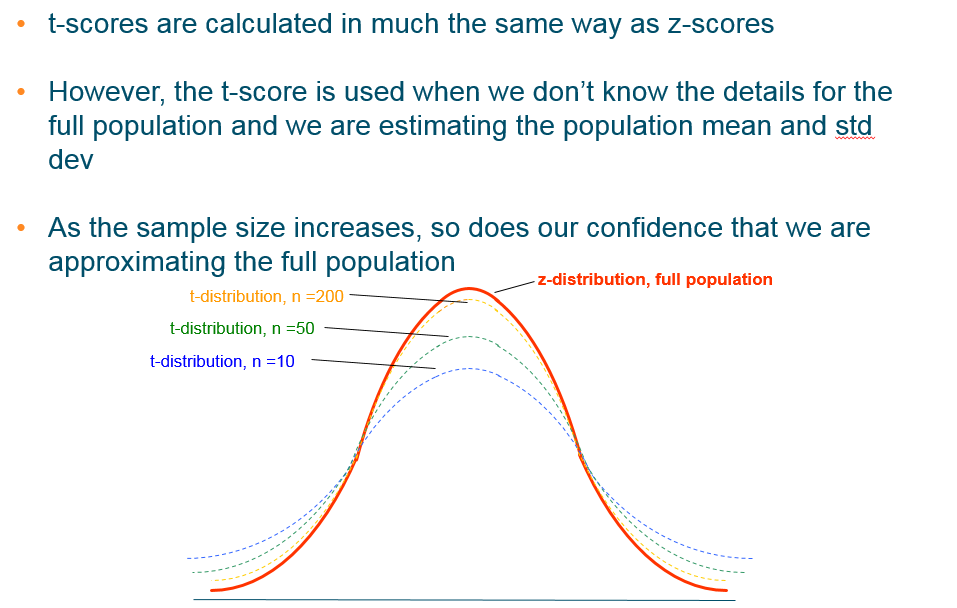 • t-scores are calculated in much the same way as z-scores
• However, the t-score is used when we don’t know the details for the
full population and we are estimating the population mean and std
dev
• As the sample size increases, so does our confidence that we are
approximating the full population
z-distribution, full population
t-distribution, n =200
t-distribution, n =50
t-distribution, n =10